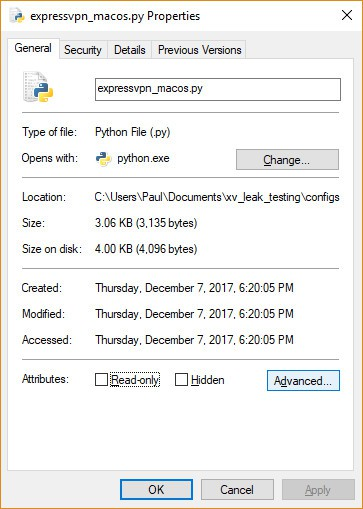 expressvpn_macos.py Properties
General Security Details Previous Versions
expressvpn_macos.py
Type of file: Python File (.py)
Opens with: python.exe Change...
Location: C:\Users\Paul\Documents\xv_leak_testing\configs
Size: 3.06 KB (3,135 bytes)
Size on disk: 4.00 KB (4,096 bytes)
Created: Thursday, December 7, 2017, 6:20:05 PM
Modified: Thursday, December 7, 2017, 6:20:05 PM
Accessed: Thursday, December 7, 2017, 6:20:05 PM
Attributes: Read-only Hidden Advanced...
OK Cancel Apply